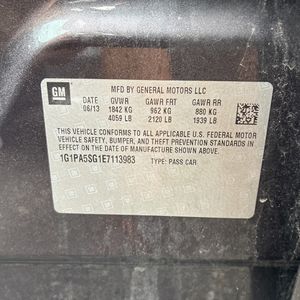 GM
MFD BY GENERAL MOTORS LLC
DATE GVWR GAWR FRT GAWR RR
06/13 1842 KG 962 KG 880 KG
4059 LB 2120 LB 1939 LB
THIS VEHICLE CONFORMS TO ALL APPLICABLE U.S. FEDERAL MOTOR
VEHICLE SAFETY, BUMPER, AND THEFT PREVENTION STANDARDS
IN EFFECT ON THE DATE OF MANUFACTURE SHOWN ABOVE.
1G1PA5SG1E7113983 TYPE: PASS CAR